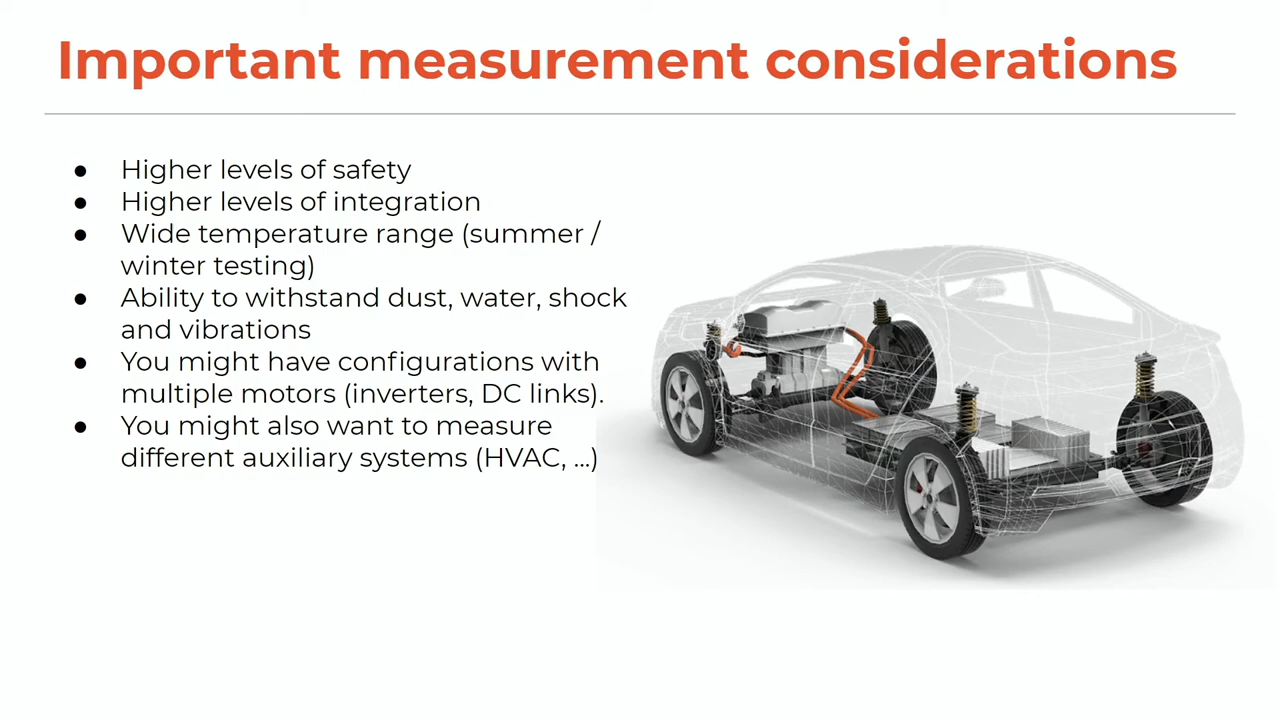 Important measurement considerations
● Higher levels of safety
● Higher levels of integration
● Wide temperature range (summer /
winter testing)
● Ability to withstand dust, water, shock
and vibrations
● You might have configurations with
multiple motors (inverters, DC links).
● You might also want to measure
different auxiliary systems (HVAC, ...)